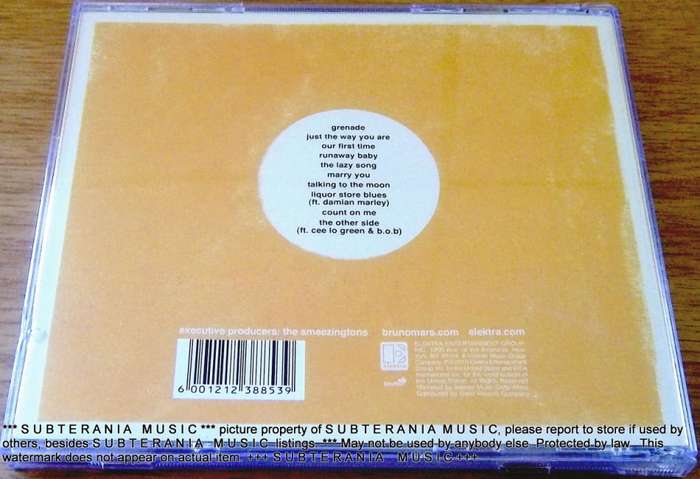 grenade
just the way you are
our first time
runaway baby
the lazy song
marry you
talking to the moon
liquor store blues
(ft. damian marley)
count on me
the other side
(ft. cee lo green & b.o.b)
executive producers: the smeezingtons
brunomars.com elektra.com
6 001212 388539
ELEKTRA ENTERTAINMENT GROUP
*** S U B T E R A N I A M U S I C *** picture property of S U B T E R A N I A M U S I C, please report to store if used by
others, besides S U B T E R A N I A M U S I C listings. *** May not be used by anybody else Protected by law. This
watermark does not appear on actual item. +++ S U B T E R A N I A M U S I C +++